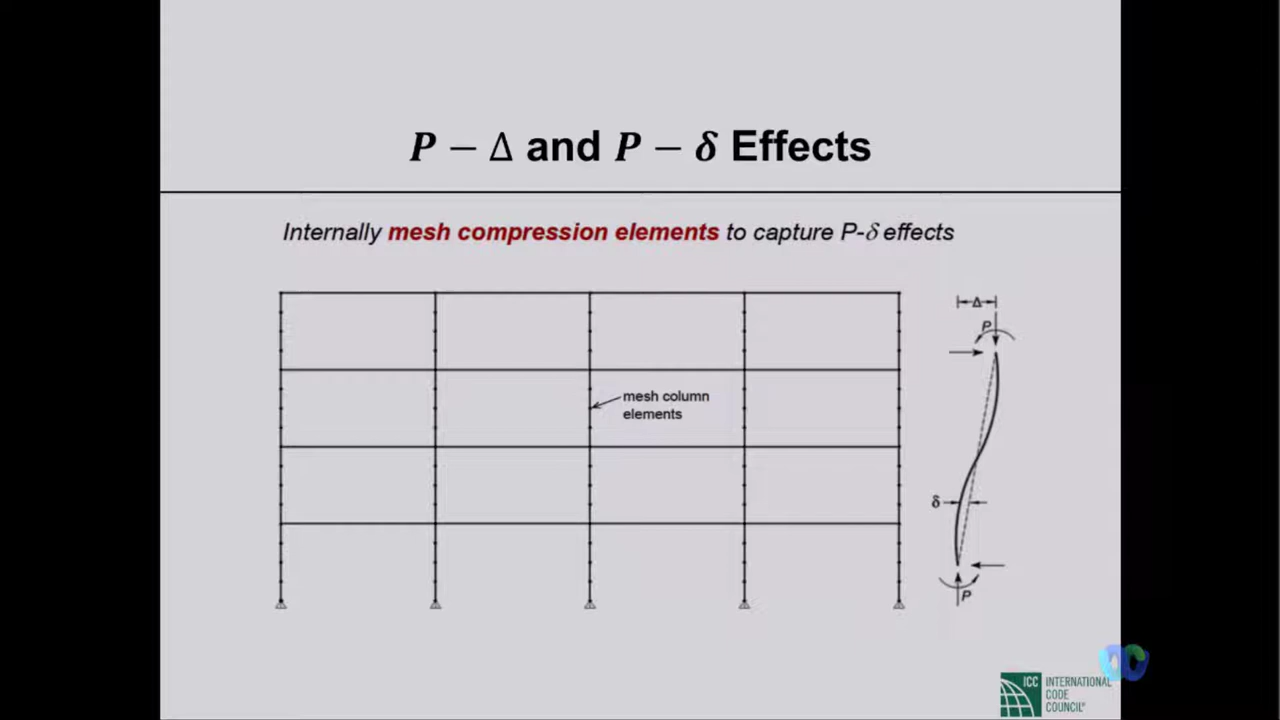 P − Δ and P − δ Effects
Internally mesh compression elements to capture P-δ effects
Δ
P
mesh column
elements
δ
P
ICC INTERNATIONAL
CODE
COUNCIL®